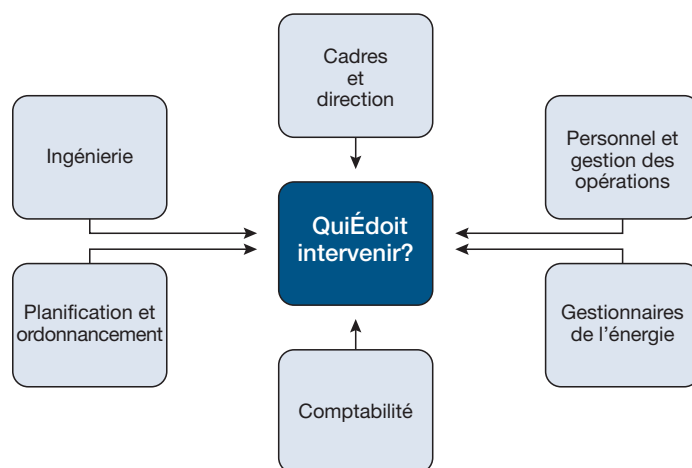 Cadres
et
direction
Ingénierie
Personnel et
gestion des
opérations
QuiÉdoit
intervenir?
Planification et
ordonnancement
Gestionnaires
de l'énergie
Comptabilité